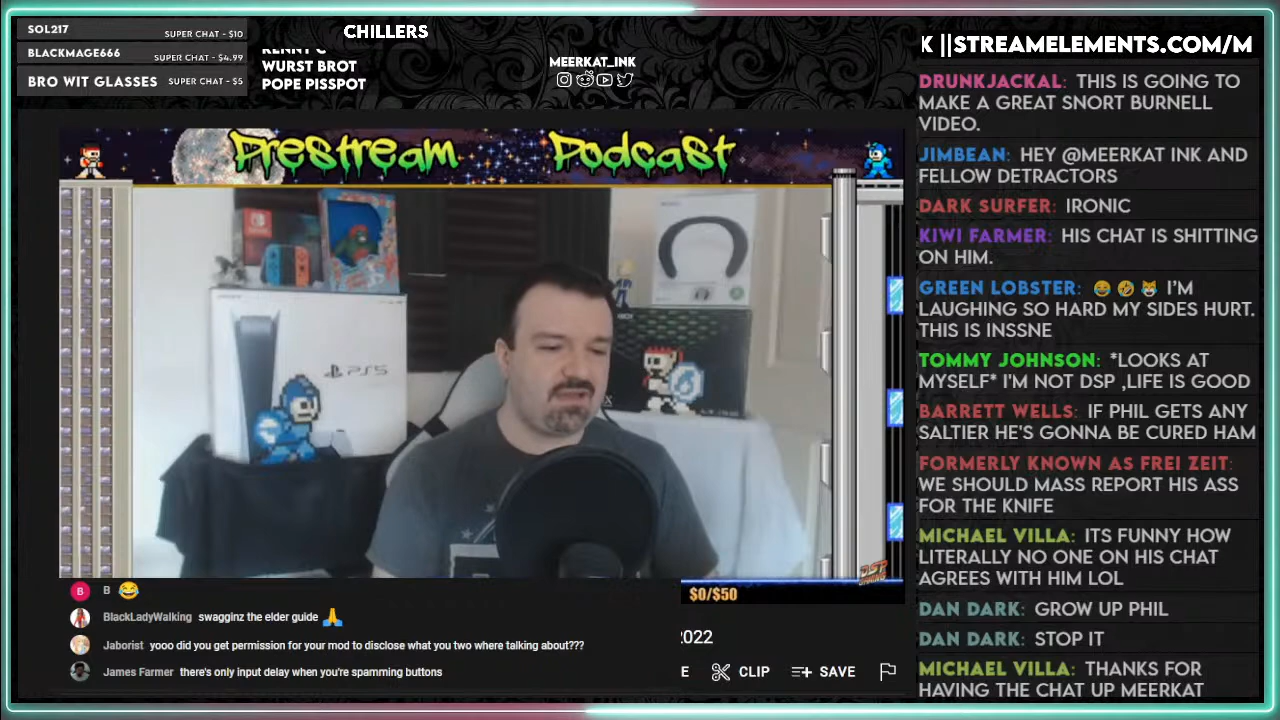 SOL217 SUPER CHAT - $10
BLACKMAGE666 SUPER CHAT - $4.99
BRO WIT GLASSES SUPER CHAT - $5
CHILLERS
KENNY C
WURST BROT
POPE PISSPOT
MEERKAT_INK
K ||STREAMELEMENTS.COM/M
Prestream Podcast
PS5
XBOX
$0/$50
B 😂
BlackLadyWalking swagginz the elder guide 🙏
Jaborist yooo did you get permission for your mod to disclose what you two where talking about???
James Farmer there's only input delay when you're spamming buttons
2022
E CLIP SAVE
DRUNKJACKAL: THIS IS GOING TO
MAKE A GREAT SNORT BURNELL
VIDEO.
JIMBEAN: HEY @MEERKAT INK AND
FELLOW DETRACTORS
DARK SURFER: IRONIC
KIWI FARMER: HIS CHAT IS SHITTING
ON HIM.
GREEN LOBSTER: 😂 🤣 😹 I'M
LAUGHING SO HARD MY SIDES HURT.
THIS IS INSSNE
TOMMY JOHNSON: *LOOKS AT
MYSELF* I'M NOT DSP ,LIFE IS GOOD
BARRETT WELLS: IF PHIL GETS ANY
SALTIER HE'S GONNA BE CURED HAM
FORMERLY KNOWN AS FREI ZEIT:
WE SHOULD MASS REPORT HIS ASS
FOR THE KNIFE
MICHAEL VILLA: ITS FUNNY HOW
LITERALLY NO ONE ON HIS CHAT
AGREES WITH HIM LOL
DAN DARK: GROW UP PHIL
DAN DARK: STOP IT
MICHAEL VILLA: THANKS FOR
HAVING THE CHAT UP MEERKAT